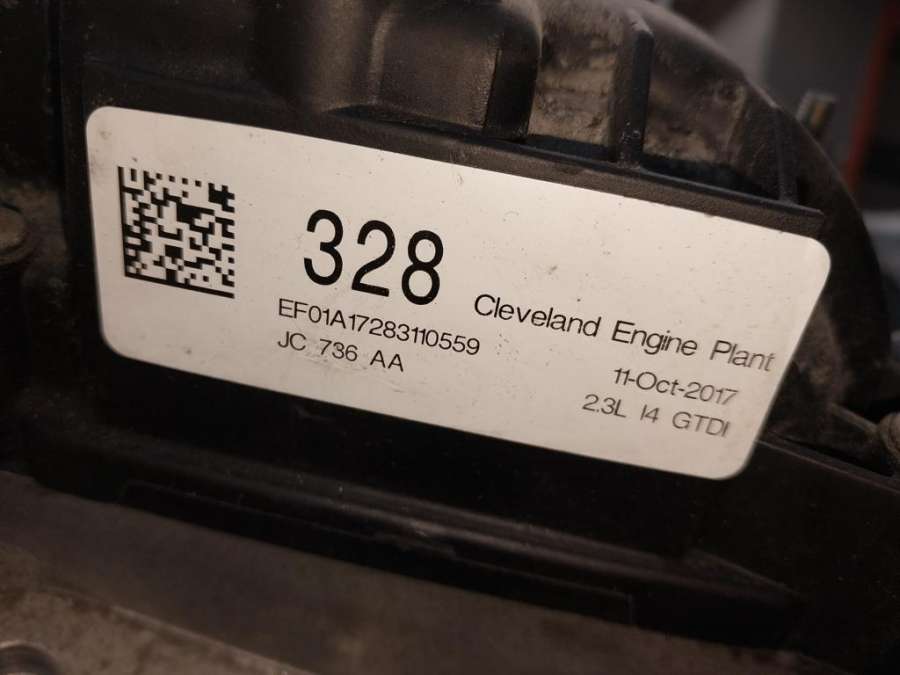 328
EF01A17283110559
JC 736 AA
Cleveland Engine Plant
11-Oct-2017
2.3L I4 GTDI